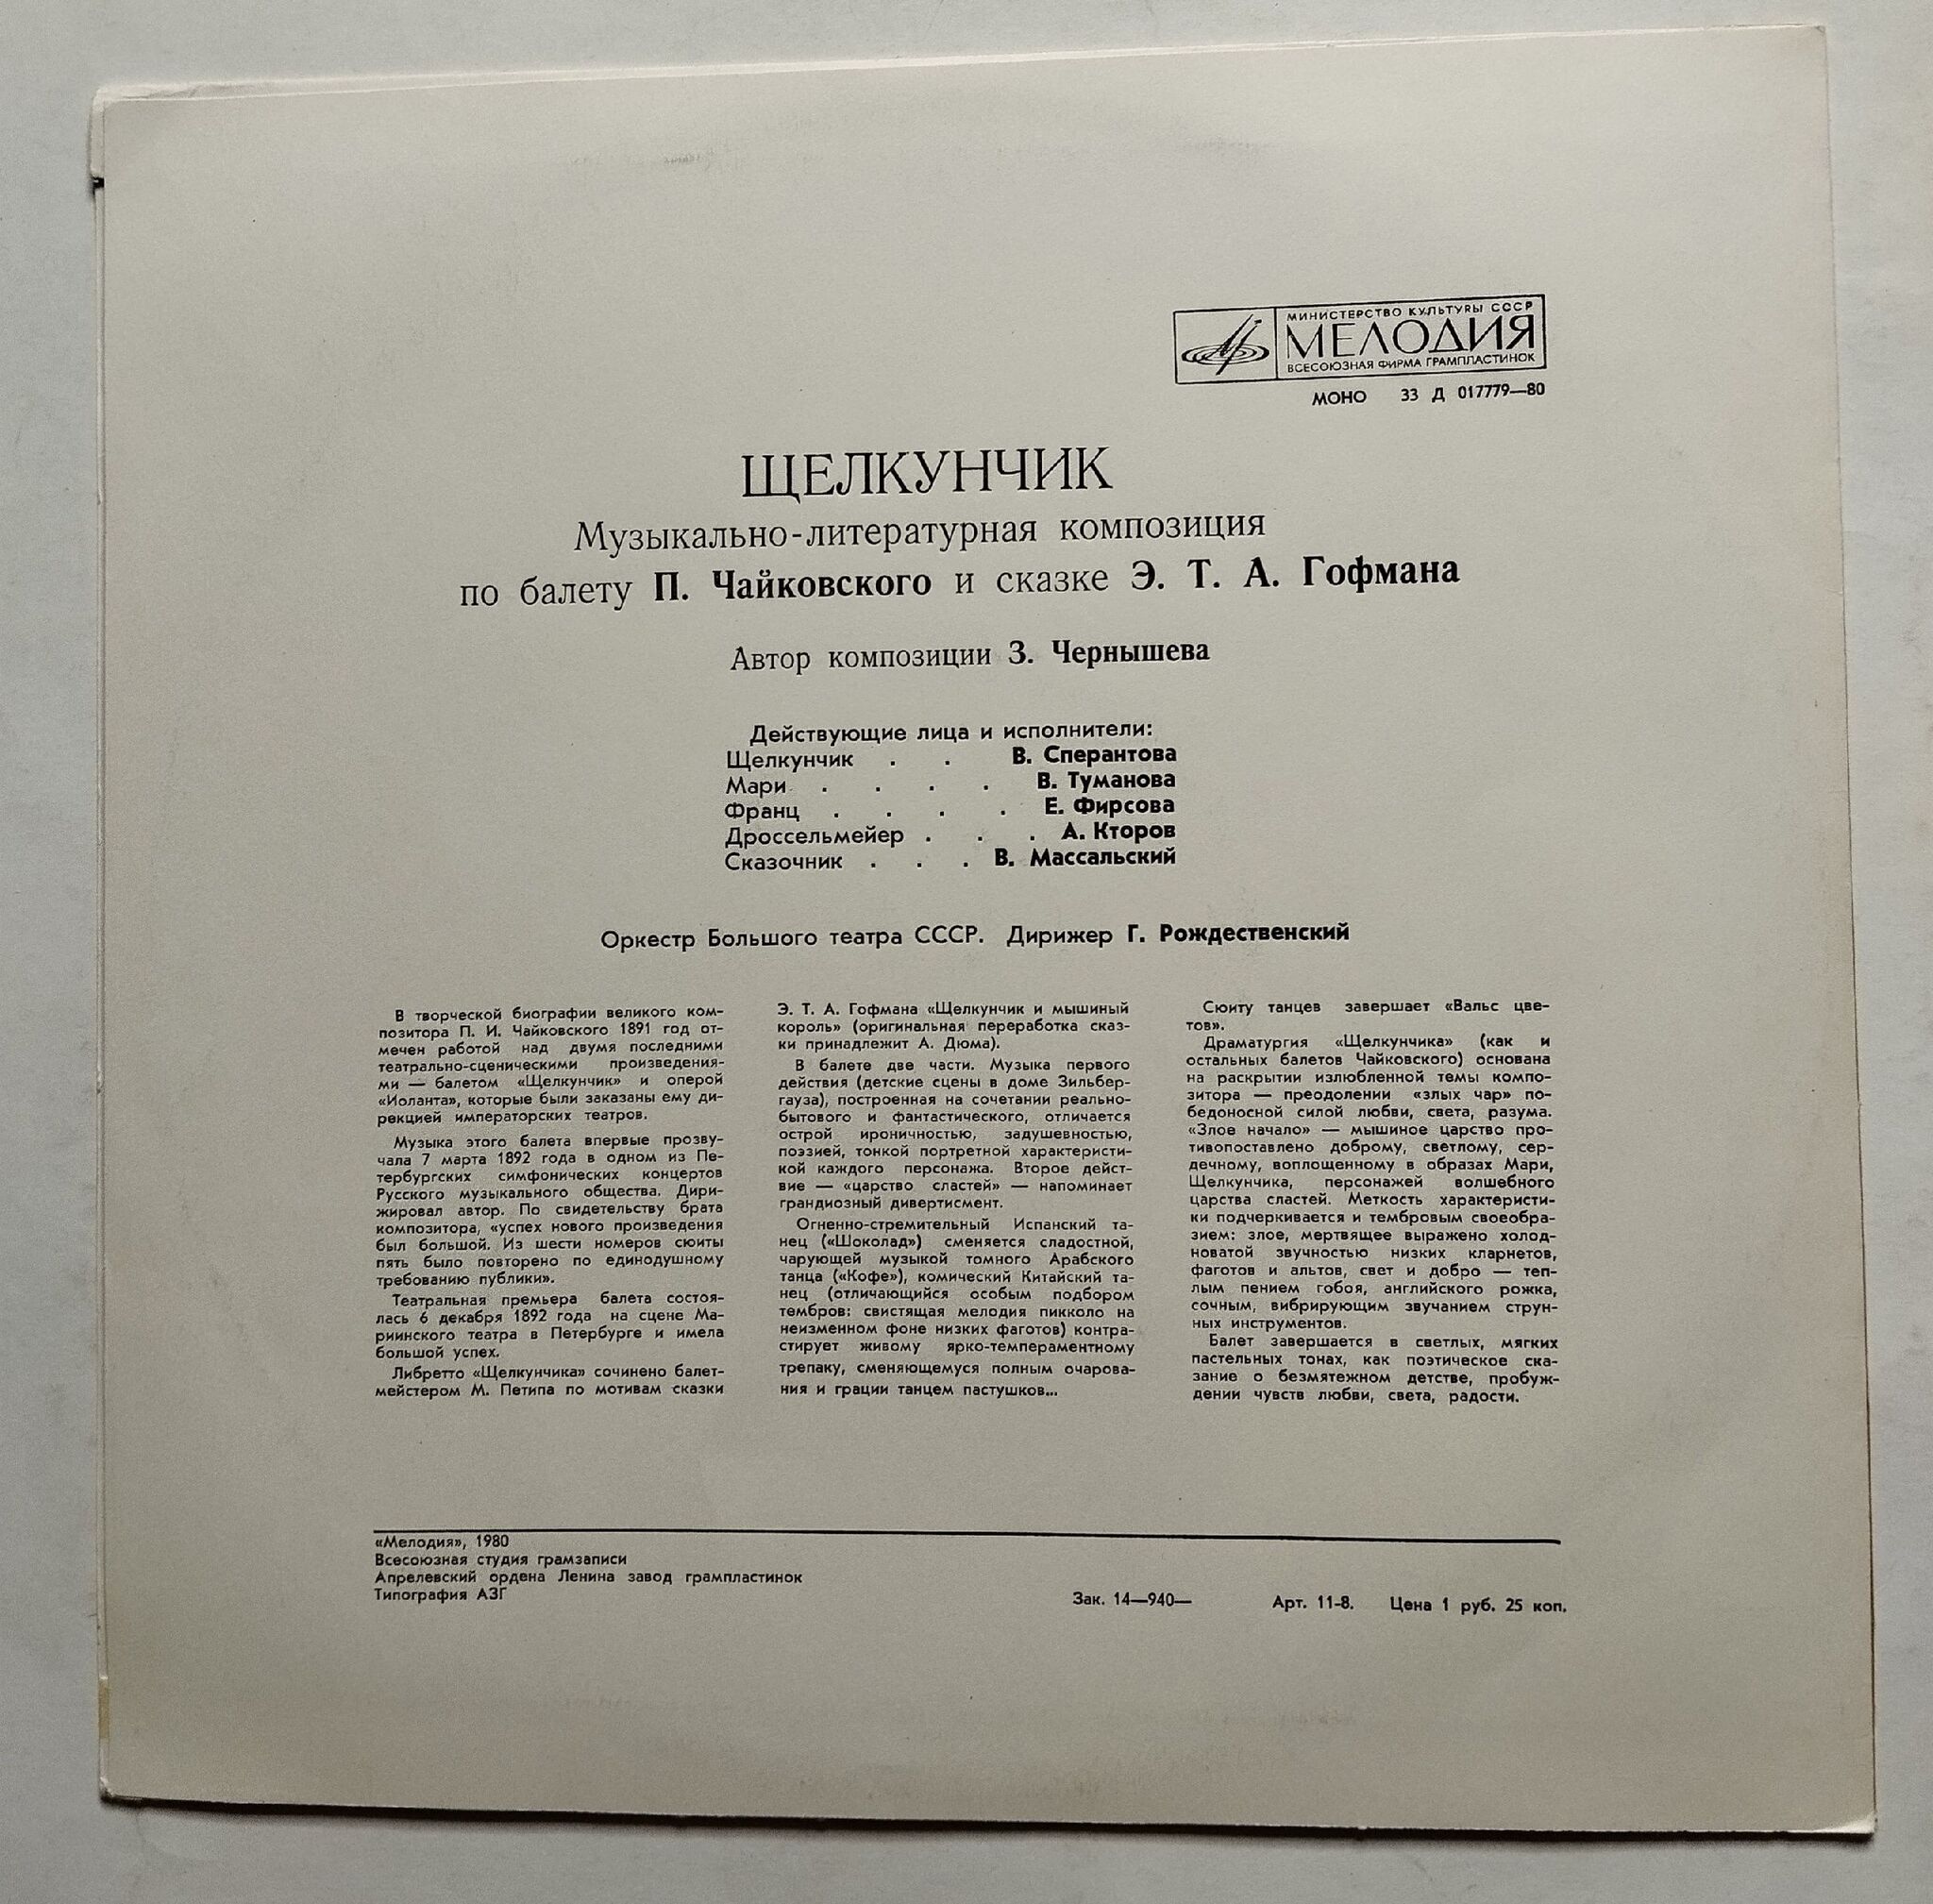 МИНИСТЕРСТВО КУЛЬТУРЫ СССР
МЕЛОДИЯ
ВСЕСОЮЗНАЯ ФИРМА ГРАМПЛАСТИНОК
МОНО 33 Д 017779—80
ЩЕЛКУНЧИК
Музыкально-литературная композиция
по балету П. Чайковского и сказке Э. Т. А. Гофмана
Автор композиции З. Чернышева
Действующие лица и исполнители:
Щелкунчик . . В. Сперантова
Мари . . . . В. Туманова
Франц . . . . Е. Фирсова
Дроссельмейер . . . А. Кторов
Сказочник . . . В. Массальский
Оркестр Большого театра СССР. Дирижер Г. Рождественский
В творческой биографии великого ком-
позитора П. И. Чайковского 1891 год от-
мечен работой над двумя последними
театрально-сценическими произведения-
ми — балетом «Щелкунчик» и оперой
«Иоланта», которые были заказаны ему ди-
рекцией императорских театров.
Музыка этого балета впервые прозву-
чала 7 марта 1892 года в одном из Пе-
тербургских симфонических концертов
Русского музыкального общества. Дири-
жировал автор. По свидетельству брата
композитора, «успех нового произведения
был большой. Из шести номеров сюиты
пять было повторено по единодушному
требованию публики».
Театральная премьера балета состоя-
лась 6 декабря 1892 года на сцене Ма-
риинского театра в Петербурге и имела
большой успех.
Либретто «Щелкунчика» сочинено балет-
мейстером М. Петипа по мотивам сказки
Э. Т. А. Гофмана «Щелкунчик и мышиный
король» (оригинальная переработка сказ-
ки принадлежит А. Дюма).
В балете две части. Музыка первого
действия (детские сцены в доме Зильбер-
гауза), построенная на сочетании реально-
бытового и фантастического, отличается
острой ироничностью, задушевностью,
поэзией, тонкой портретной характеристи-
кой каждого персонажа. Второе дейст-
вие — «царство сластей» — напоминает
грандиозный дивертисмент.
Огненно-стремительный Испанский та-
нец («Шоколад») сменяется сладостной,
чарующей музыкой томного Арабского
танца («Кофе»), комический Китайский та-
нец (отличающийся особым подбором
тембров: свистящая мелодия пикколо на
неизменном фоне низких фаготов) контра-
стирует живому ярко-темпераментному
трепаку, сменяющемуся полным очарова-
ния и грации танцем пастушков...
Сюиту танцев завершает «Вальс цве-
тов».
Драматургия «Щелкунчика» (как и
остальных балетов Чайковского) основана
на раскрытии излюбленной темы компо-
зитора — преодолении «злых чар» по-
бедоносной силой любви, света, разума.
«Злое начало» — мышиное царство про-
тивопоставлено доброму, светлому, сер-
дечному, воплощенному в образах Мари,
Щелкунчика, персонажей волшебного
царства сластей. Меткость характеристи-
ки подчеркивается и тембровым своеобра-
зием: злое, мертвящее выражено холод-
новатой звучностью низких кларнетов,
фаготов и альтов, свет и добро — теп-
лым пением гобоя, английского рожка,
сочным, вибрирующим звучанием струн-
ных инструментов.
Балет завершается в светлых, мягких
пастельных тонах, как поэтическое ска-
зание о безмятежном детстве, пробуж-
дении чувств любви, света, радости.
«Мелодия», 1980
Всесоюзная студия грамзаписи
Апрелевский ордена Ленина завод грампластинок
Типография АЗГ
Зак. 14—940— Арт. 11-8. Цена 1 руб. 25 коп.